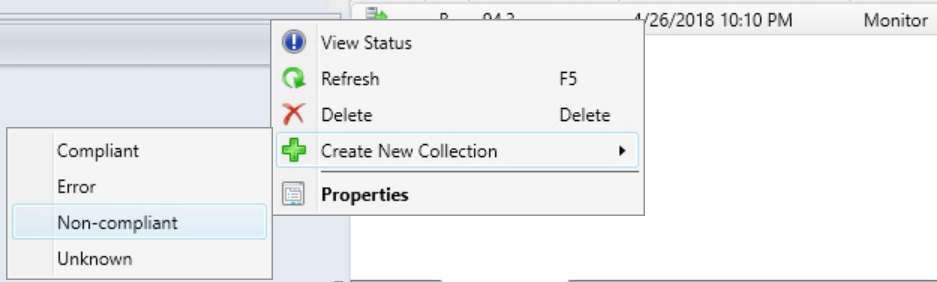 4/26/2018 10:10 PM Monitor
View Status
Refresh F5
Delete Delete
Create New Collection
Properties
Compliant
Error
Non-compliant
Unknown